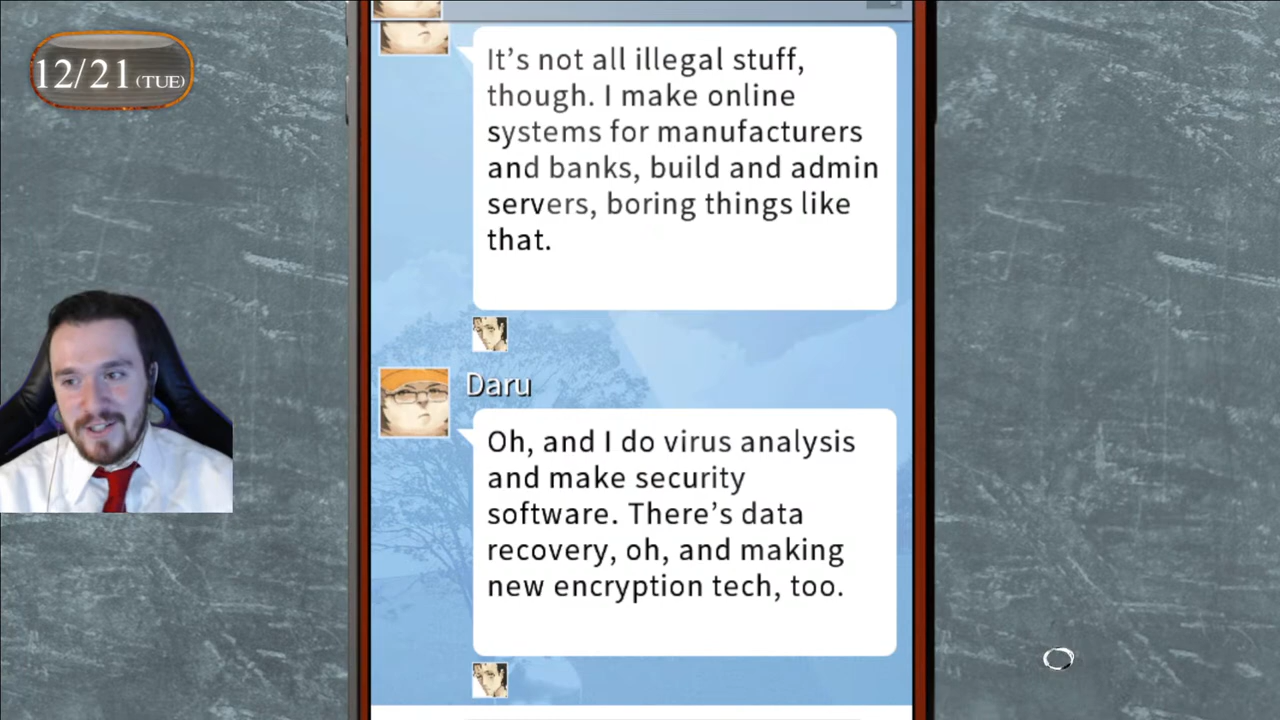 12/21 (TUE)
It's not all illegal stuff,
though. I make online
systems for manufacturers
and banks, build and admin
servers, boring things like
that.
Daru
Oh, and I do virus analysis
and make security
software. There's data
recovery, oh, and making
new encryption tech, too.